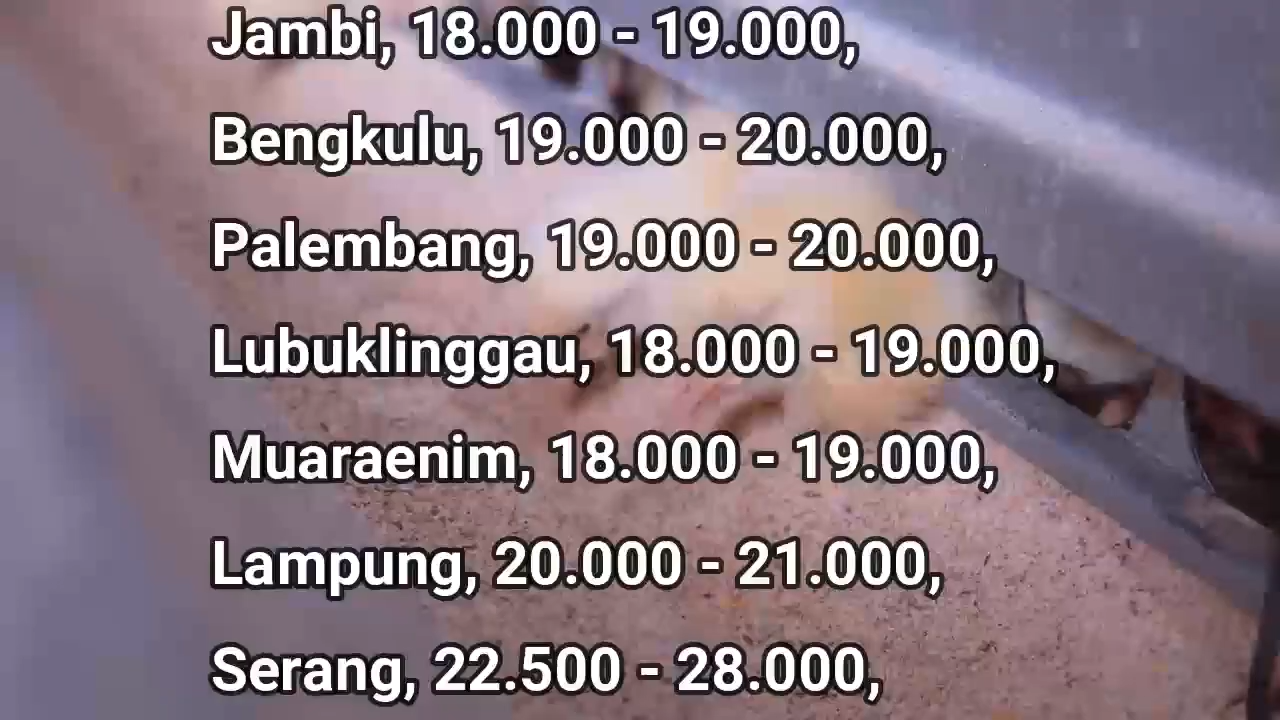 Jambi, 18.000 - 19.000,
Bengkulu, 19.000 - 20.000,
Palembang, 19.000 - 20.000,
Lubuklinggau, 18.000 - 19.000,
Muaraenim, 18.000 - 19.000,
Lampung, 20.000 - 21.000,
Serang, 22.500 - 28.000,